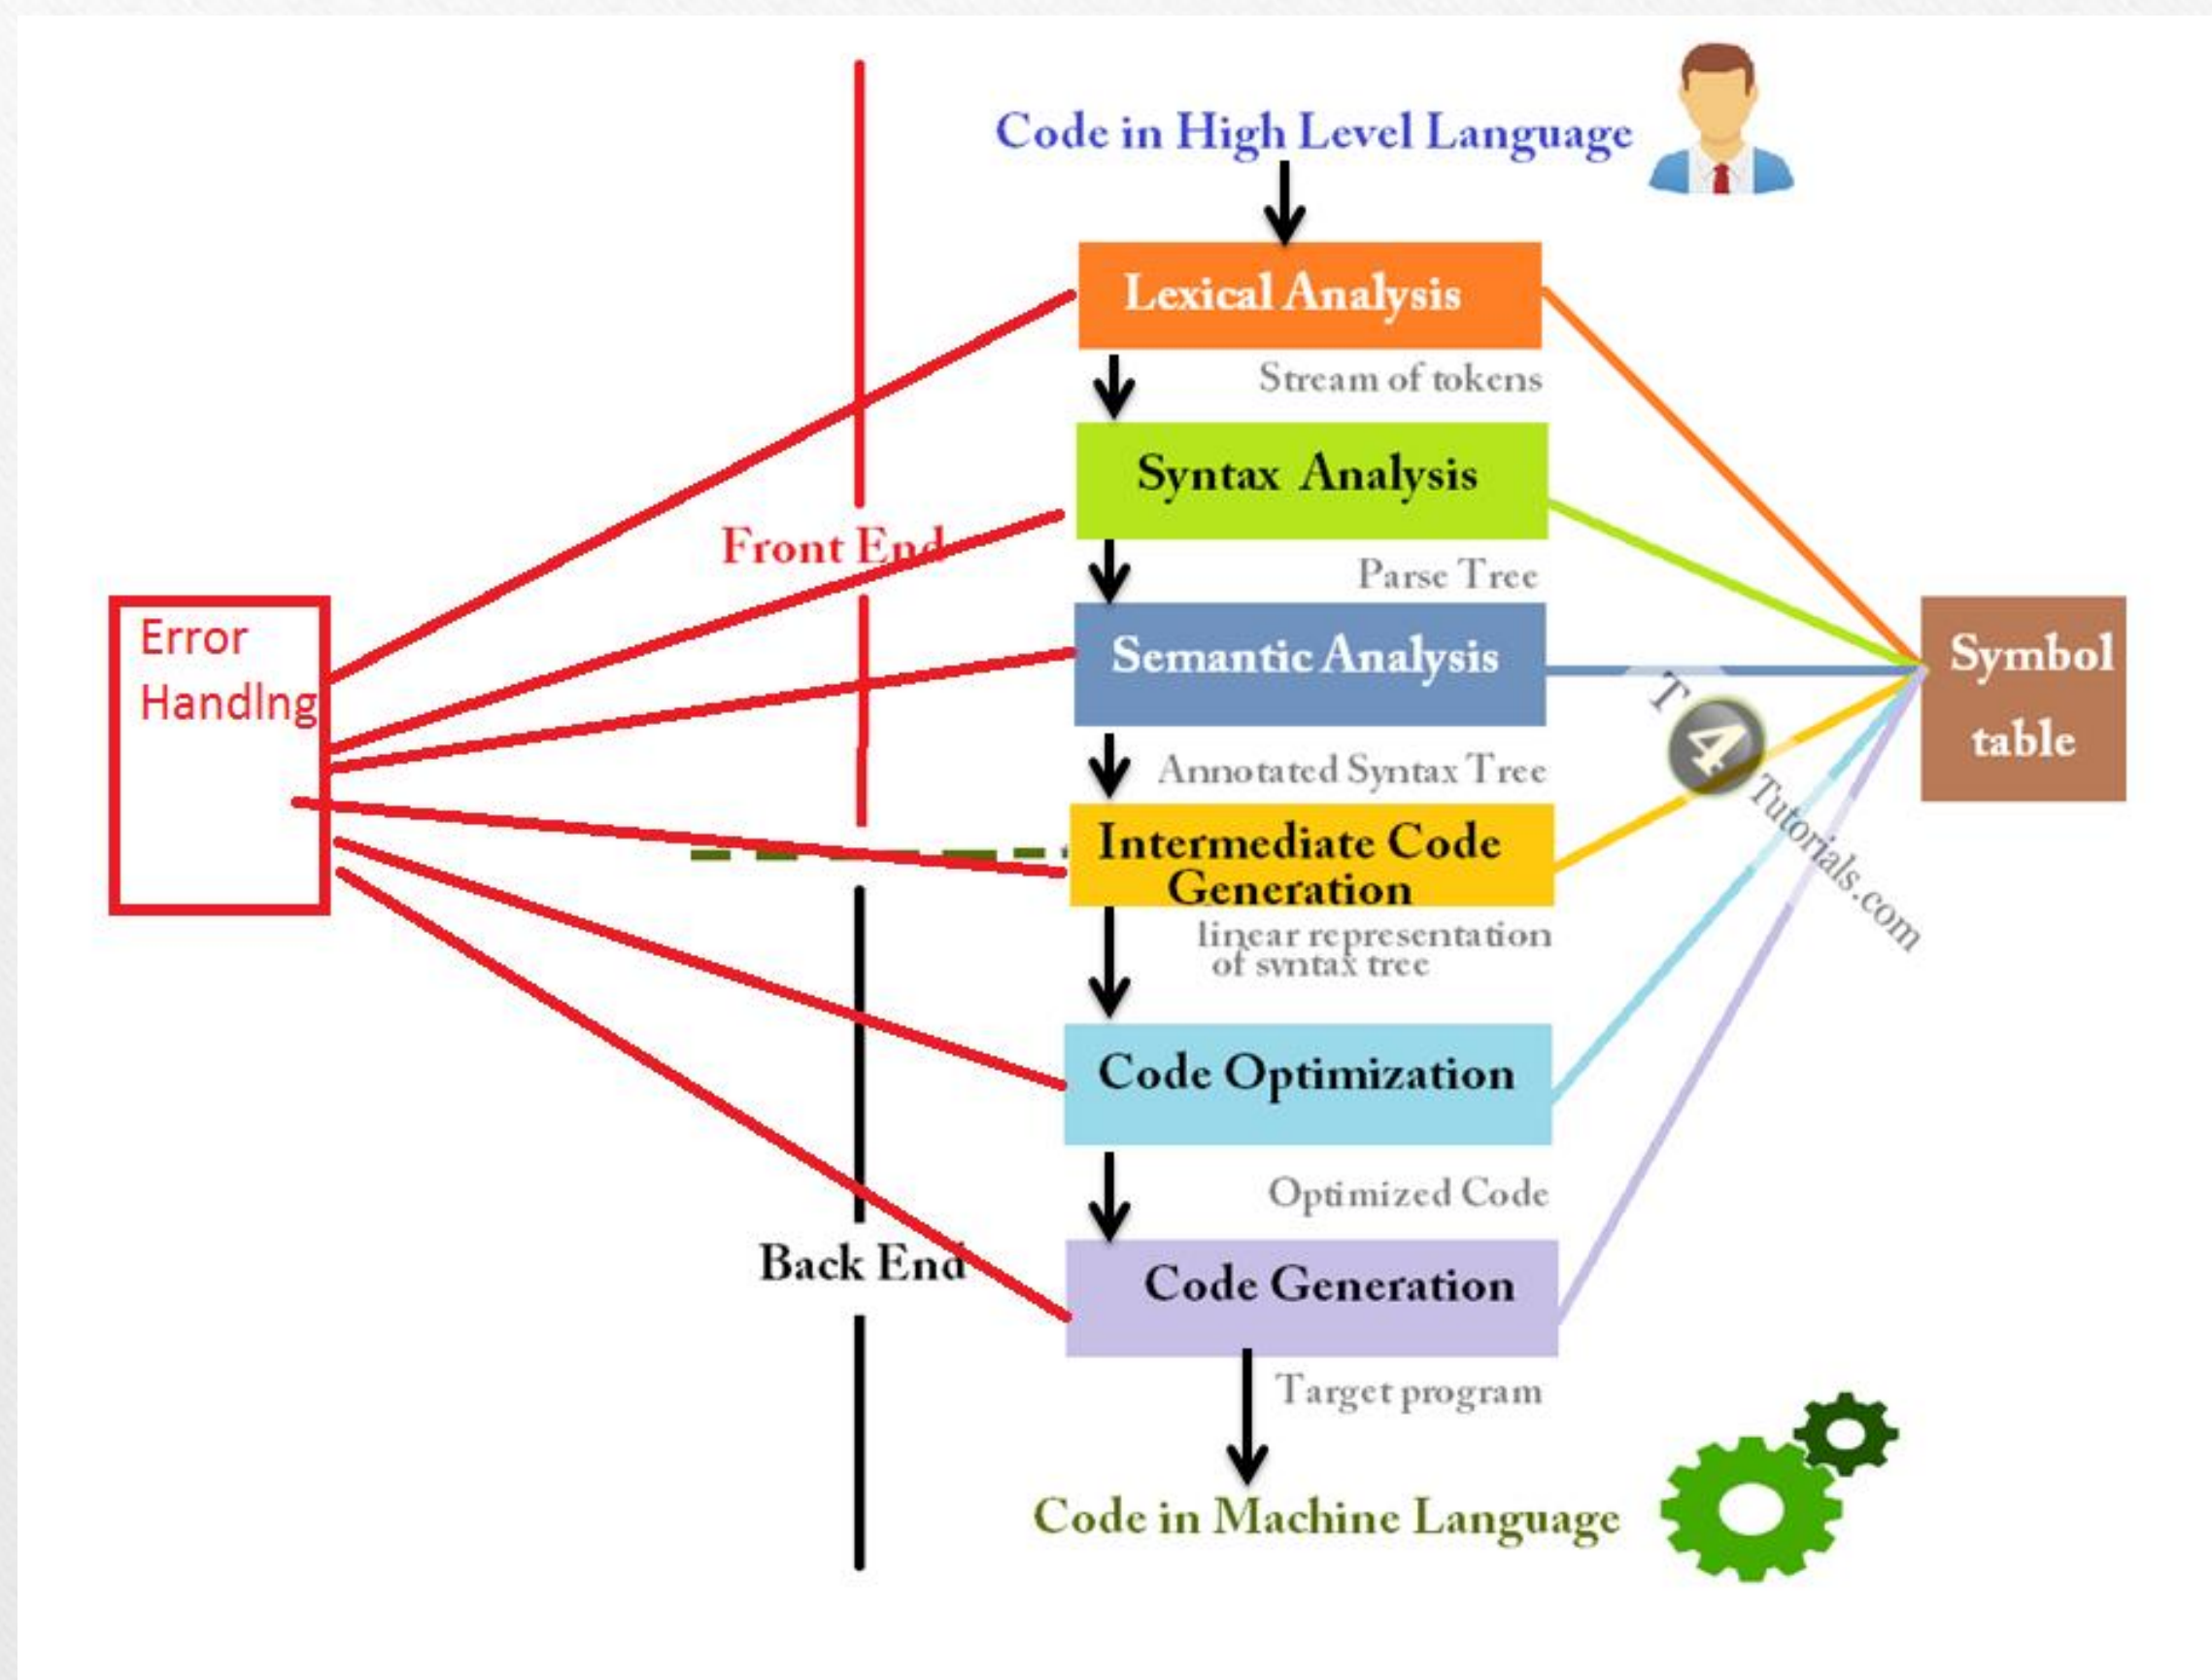 Code in High Level Language
Lexical Analysis
Stream of tokens
Syntax Analysis
Front End
Parse Tree
Error
Handlng
Semantic Analysis
Symbol
table
T
4
Tutorials.com
Annotated Syntax Tree
Intermediate Code
Generation
linear representation
of syntax tree
Code Optimization
Optimized Code
Back End
Code Generation
Target program
Code in Machine Language